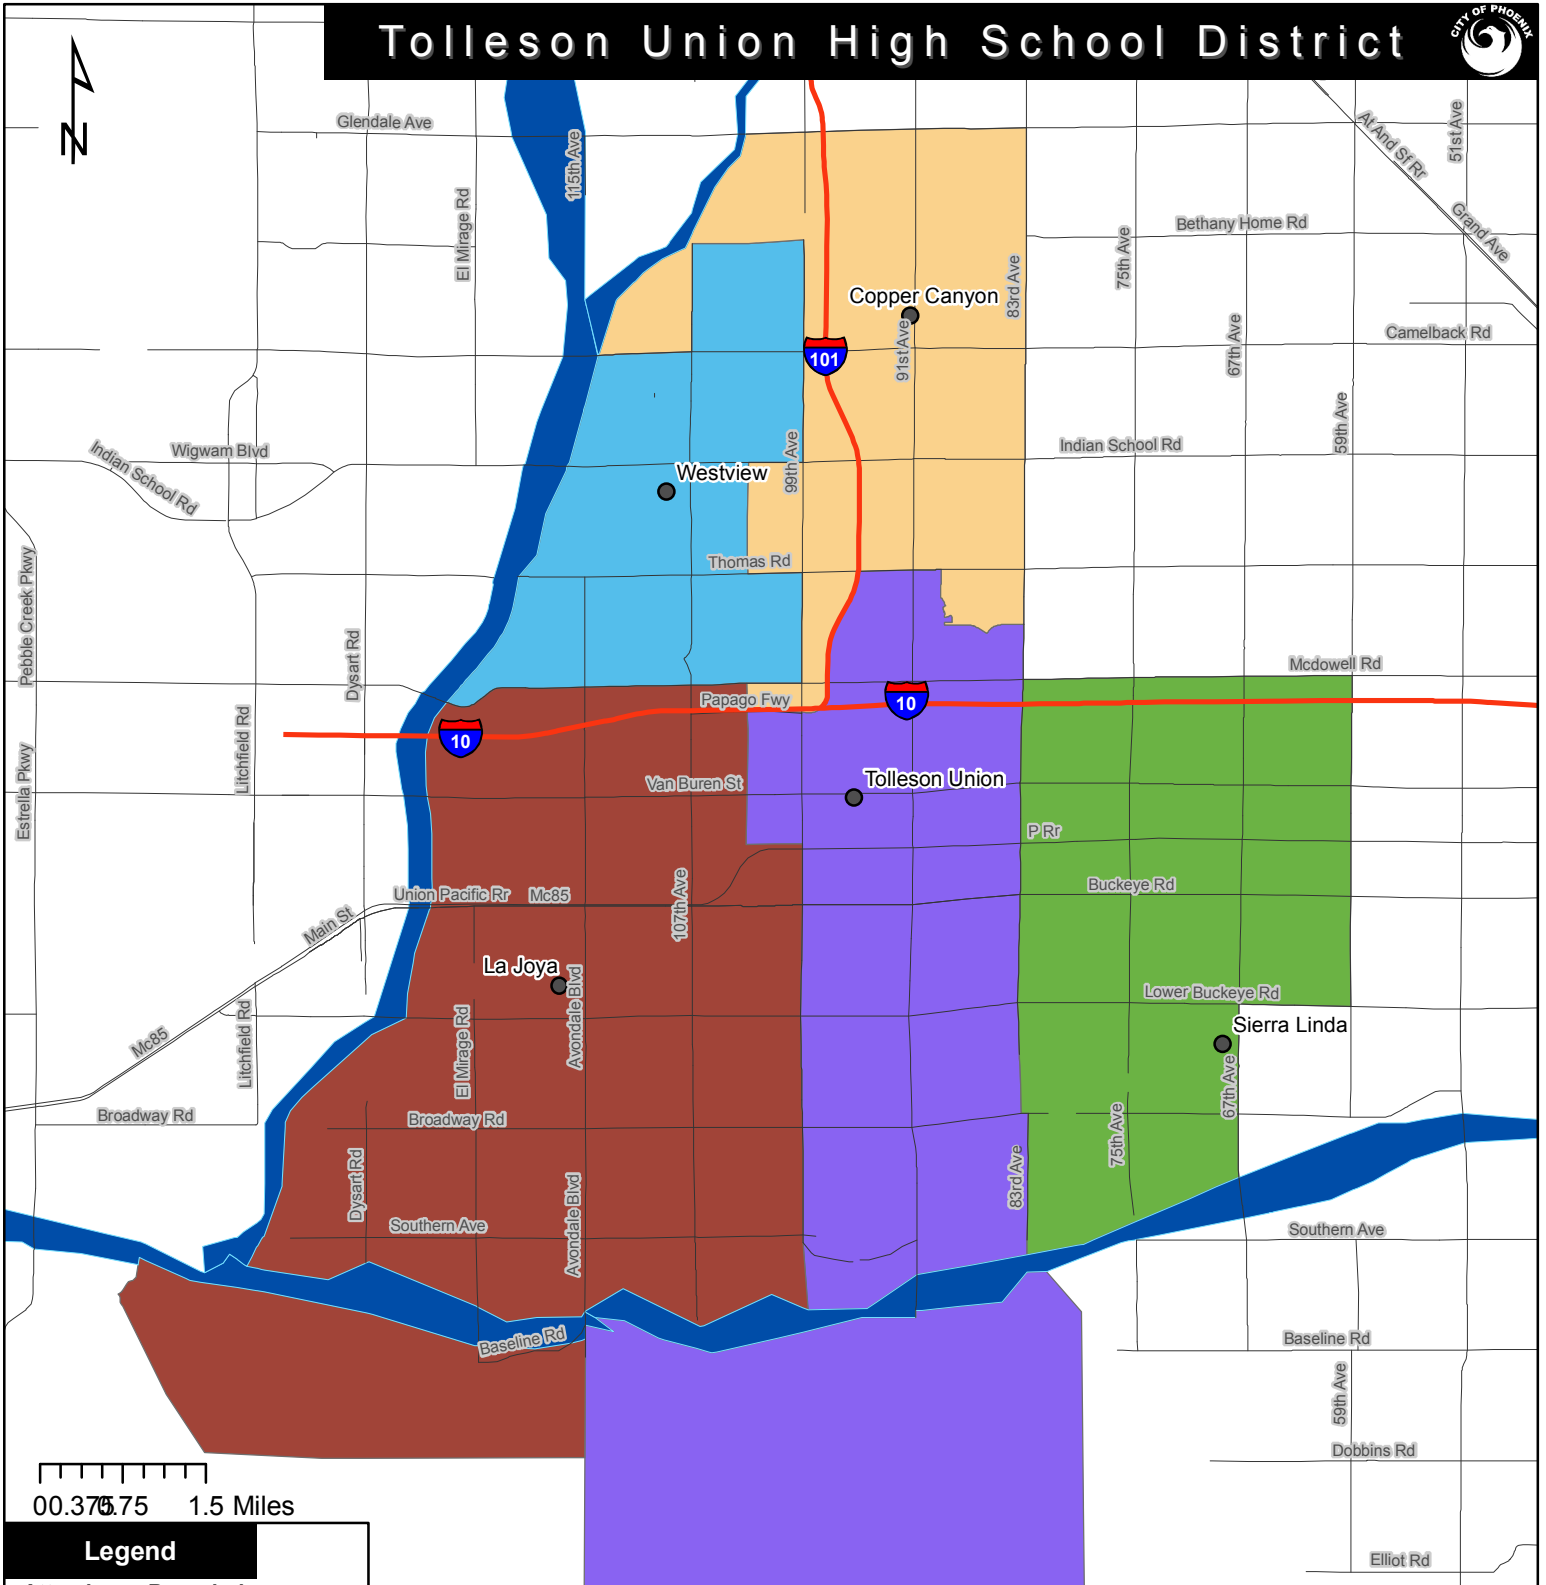 Tolleson Union High School District
CITY OF PHOENIX
N
Glendale Ave
115th Ave
El Mirage Rd
51st Ave
At And Sf Rr
Grand Ave
Bethany Home Rd
75th Ave
83rd Ave
Copper Canyon
91st Ave
101
67th Ave
Camelback Rd
59th Ave
Wigwam Blvd
Indian School Rd
Indian School Rd
99th Ave
Westview
Thomas Rd
Pebble Creek Pkwy
Dysart Rd
Mcdowell Rd
Papago Fwy
10
10
Litchfield Rd
Estrella Pkwy
Van Buren St
Tolleson Union
P Rr
Buckeye Rd
Union Pacific Rr
Mc85
107th Ave
Main St
La Joya
Avondale Blvd
Lower Buckeye Rd
Sierra Linda
67th Ave
Mc85
Litchfield Rd
El Mirage Rd
Broadway Rd
Broadway Rd
75th Ave
Dysart Rd
83rd Ave
Avondale Blvd
Southern Ave
Southern Ave
Baseline Rd
Baseline Rd
59th Ave
Dobbins Rd
Elliot Rd
0 0.375 0.75 1.5 Miles
Legend